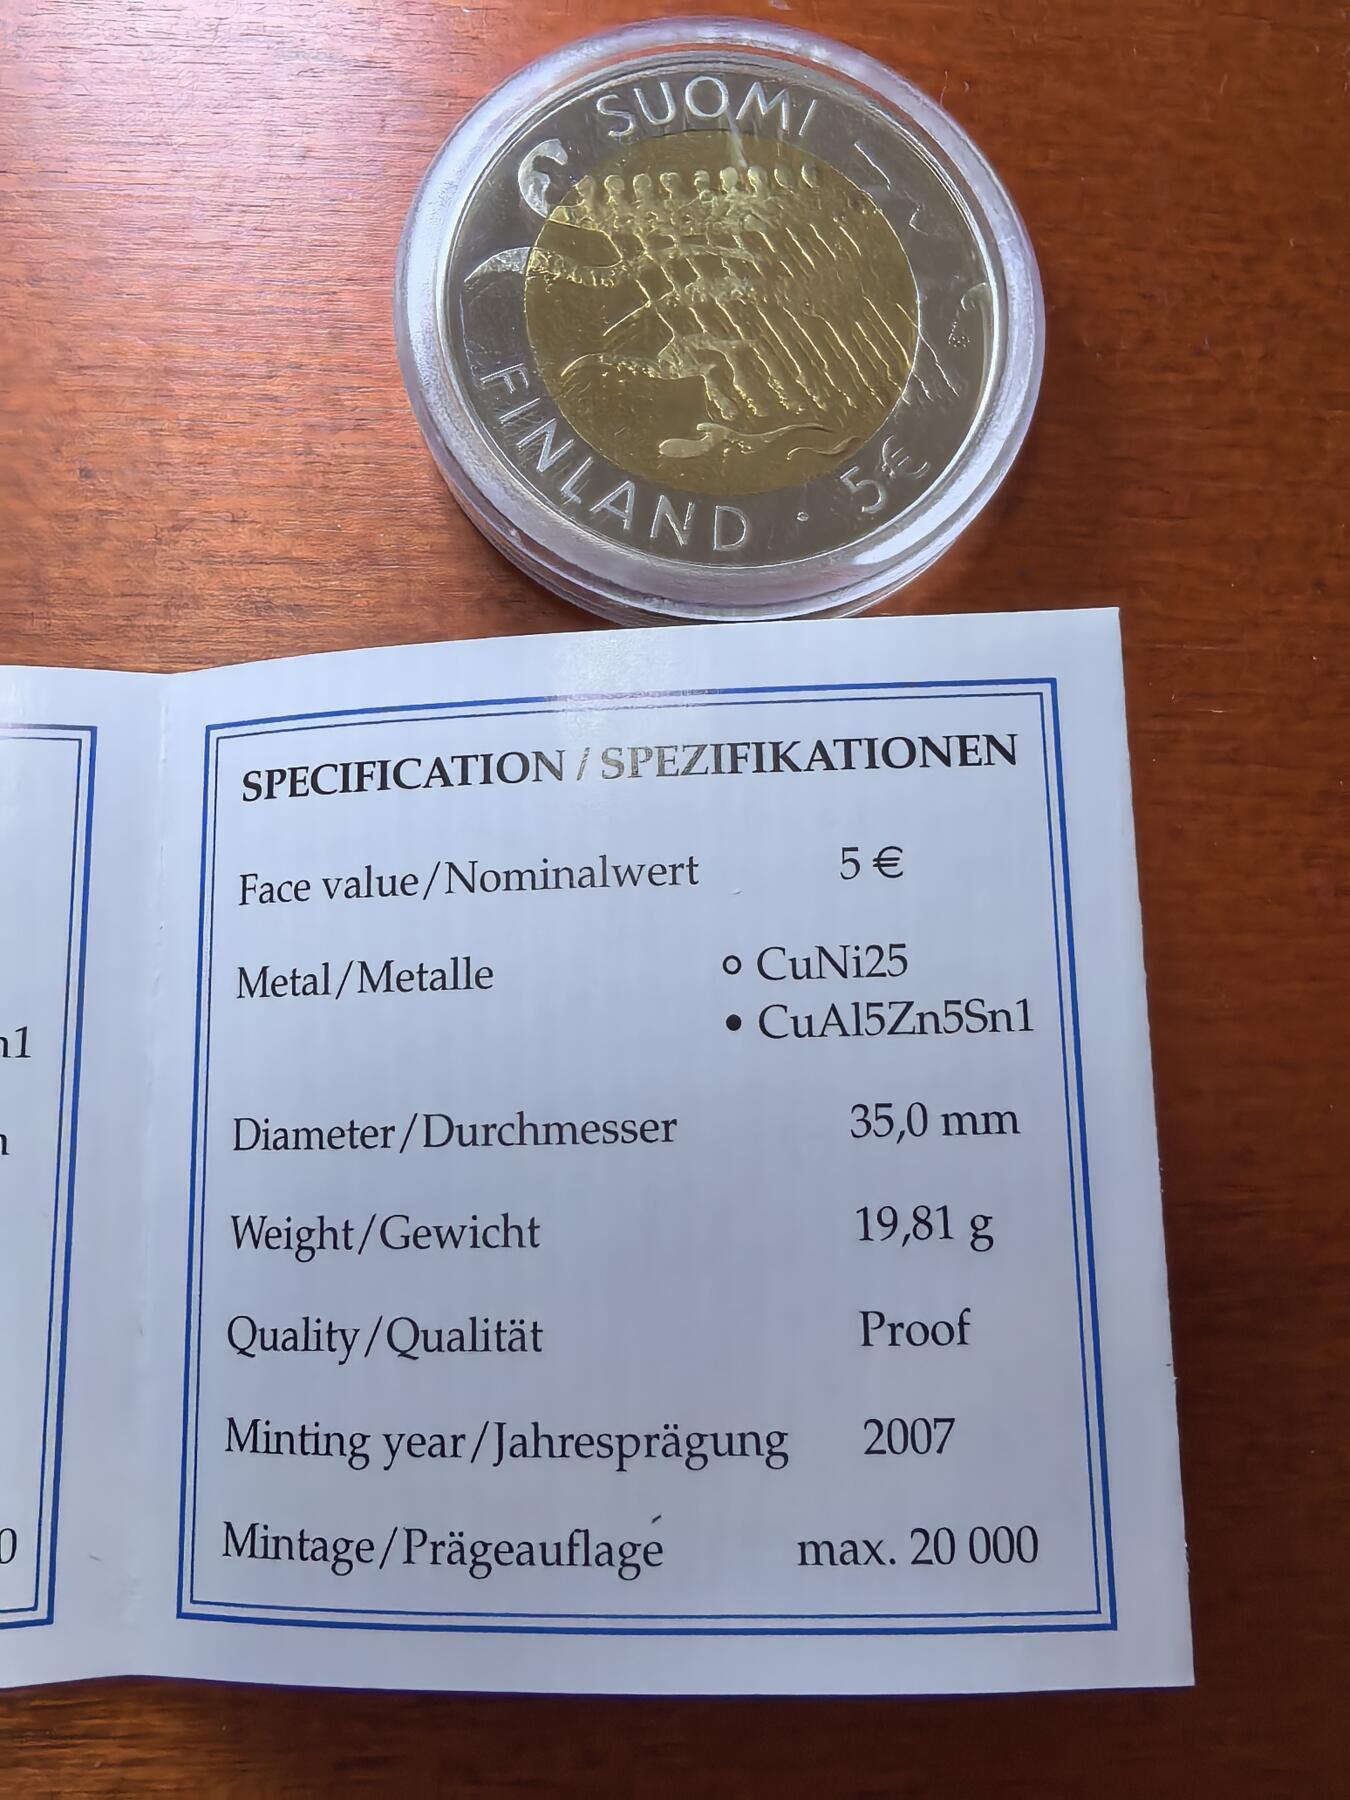 SUOMI
FINLAND · 5€
SPECIFICATION / SPEZIFIKATIONEN
Face value/Nominalwert 5 €
Metal/Metalle ○ CuNi25
● CuAl5Zn5Sn1
Diameter/Durchmesser 35,0 mm
Weight/Gewicht 19,81 g
Quality/Qualität Proof
Minting year/Jahresprägung 2007
Mintage/Prägeauflage max. 20 000